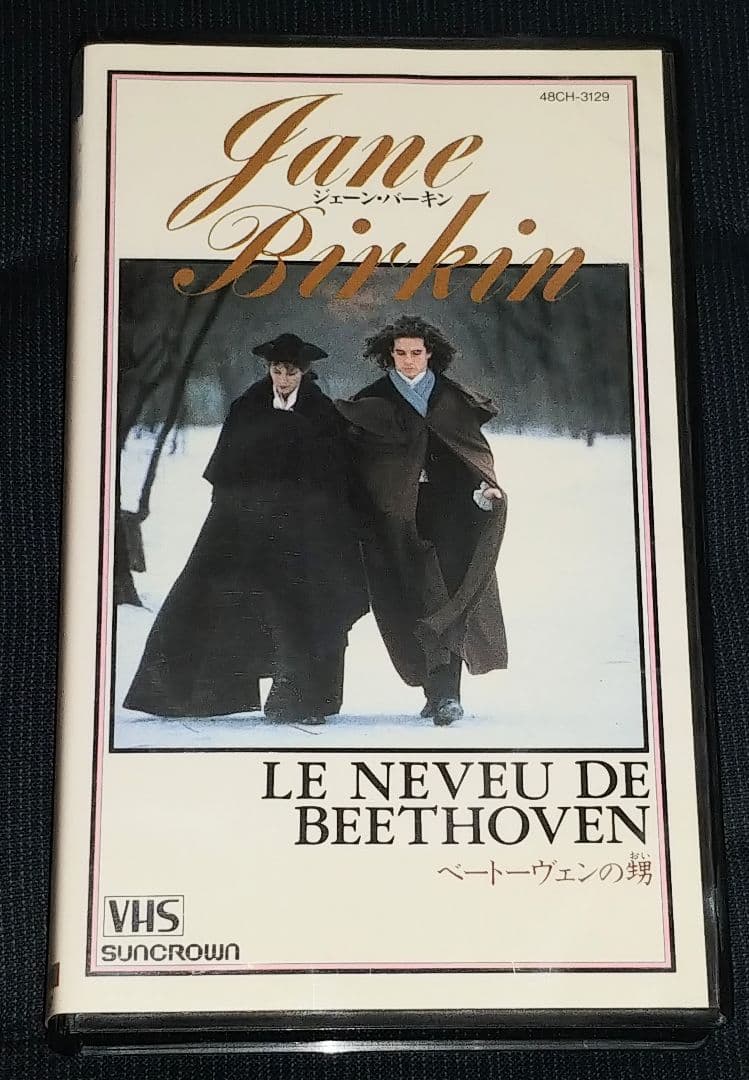 48CH-3129
Jane
ジェーン・バーキン
Birkin
LE NEVEU DE
BEETHOVEN
おい
ベートーヴェンの甥
VHS
SUNCROWN